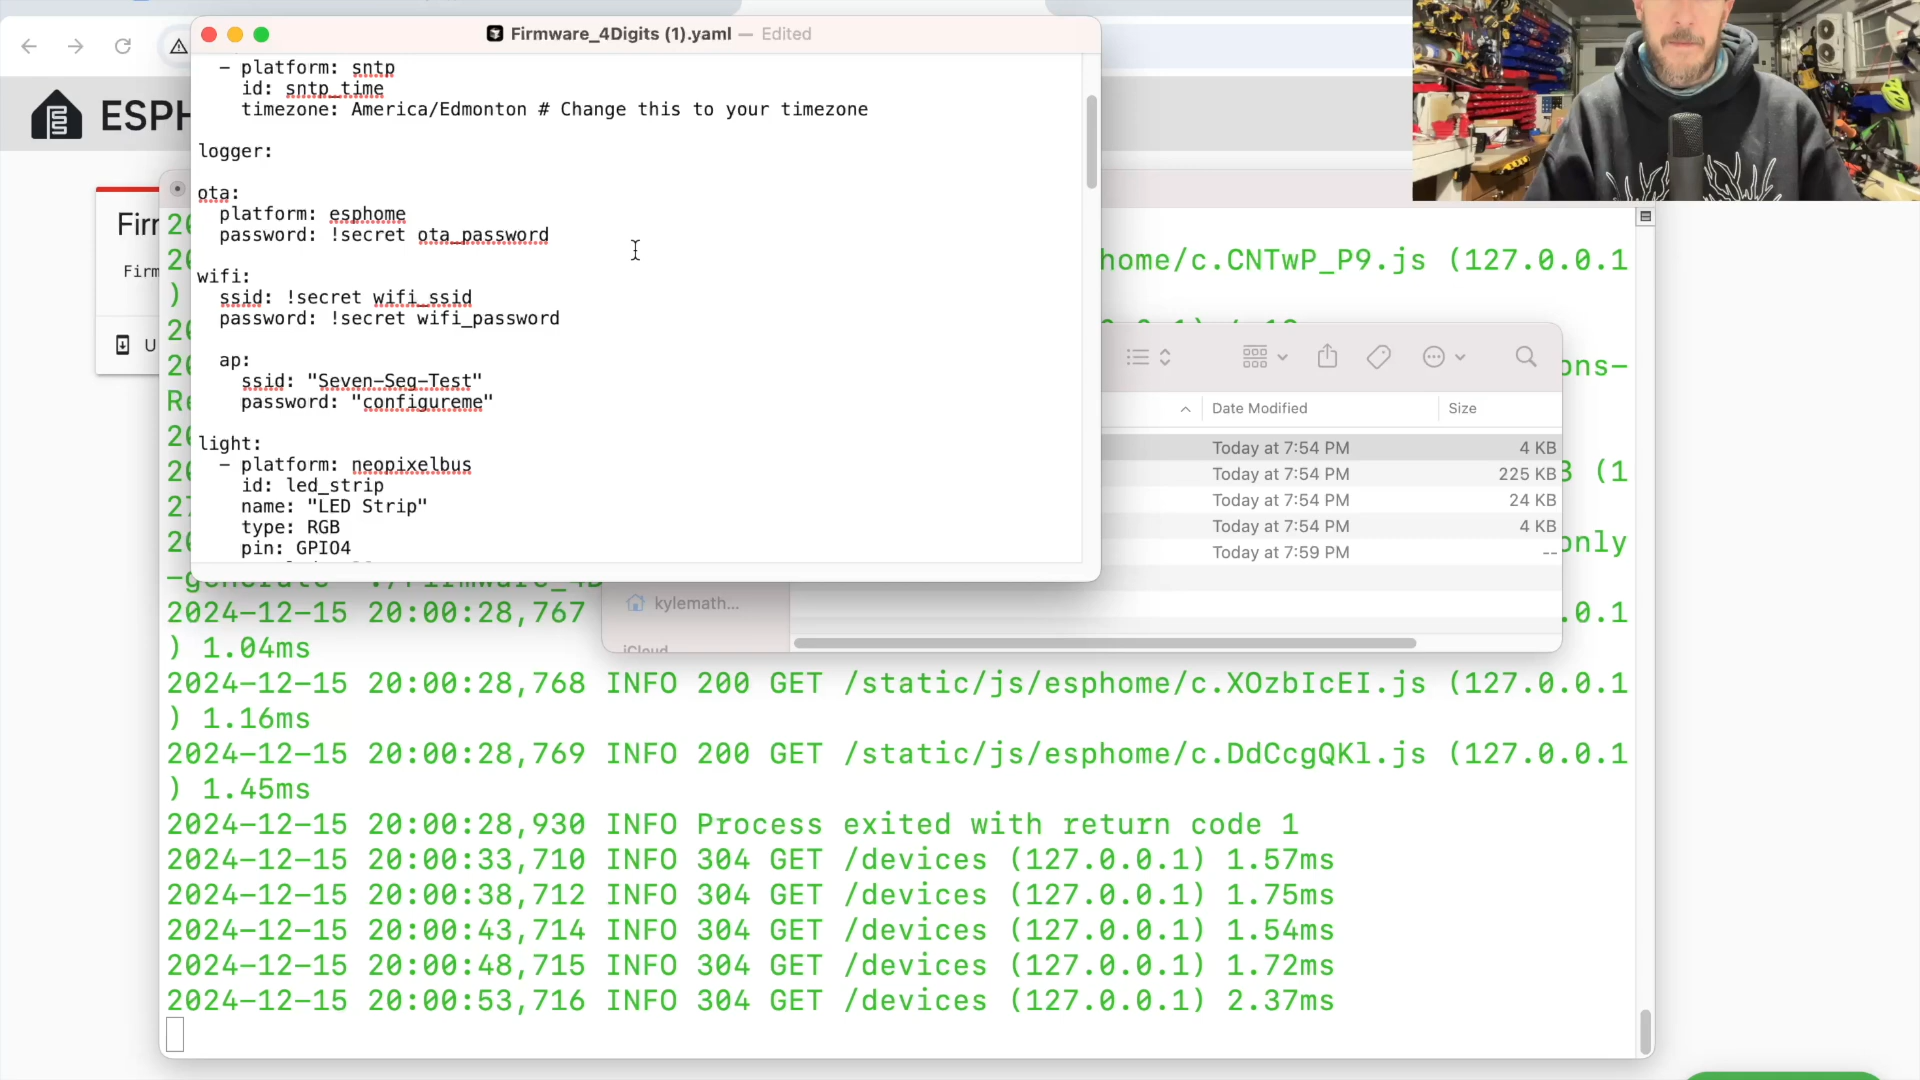 Firmware_4Digits (1).yaml — Edited
- platform: sntp
id: sntp_time
timezone: America/Edmonton # Change this to your timezone
logger:
ota:
platform: esphome
password: !secret ota_password
wifi:
ssid: !secret wifi_ssid
password: !secret wifi_password
ap:
ssid: "Seven-Seg-Test"
password: "configureme"
light:
- platform: neopixelbus
id: led_strip
name: "LED Strip"
type: RGB
pin: GPIO4
ESPH
Firm
U
home/c.CNTwP_P9.js (127.0.0.1
)
ons-
Re
(1
27
only
Date Modified Size
Today at 7:54 PM 4 KB
Today at 7:54 PM 225 KB
Today at 7:54 PM 24 KB
Today at 7:54 PM 4 KB
Today at 7:59 PM --
kylemath...
iCloud
2024-12-15 20:00:28,767 .0.1
) 1.04ms
2024-12-15 20:00:28,768 INFO 200 GET /static/js/esphome/c.XOzbIcEI.js (127.0.0.1
) 1.16ms
2024-12-15 20:00:28,769 INFO 200 GET /static/js/esphome/c.DdCcgQKl.js (127.0.0.1
) 1.45ms
2024-12-15 20:00:28,930 INFO Process exited with return code 1
2024-12-15 20:00:33,710 INFO 304 GET /devices (127.0.0.1) 1.57ms
2024-12-15 20:00:38,712 INFO 304 GET /devices (127.0.0.1) 1.75ms
2024-12-15 20:00:43,714 INFO 304 GET /devices (127.0.0.1) 1.54ms
2024-12-15 20:00:48,715 INFO 304 GET /devices (127.0.0.1) 1.72ms
2024-12-15 20:00:53,716 INFO 304 GET /devices (127.0.0.1) 2.37ms